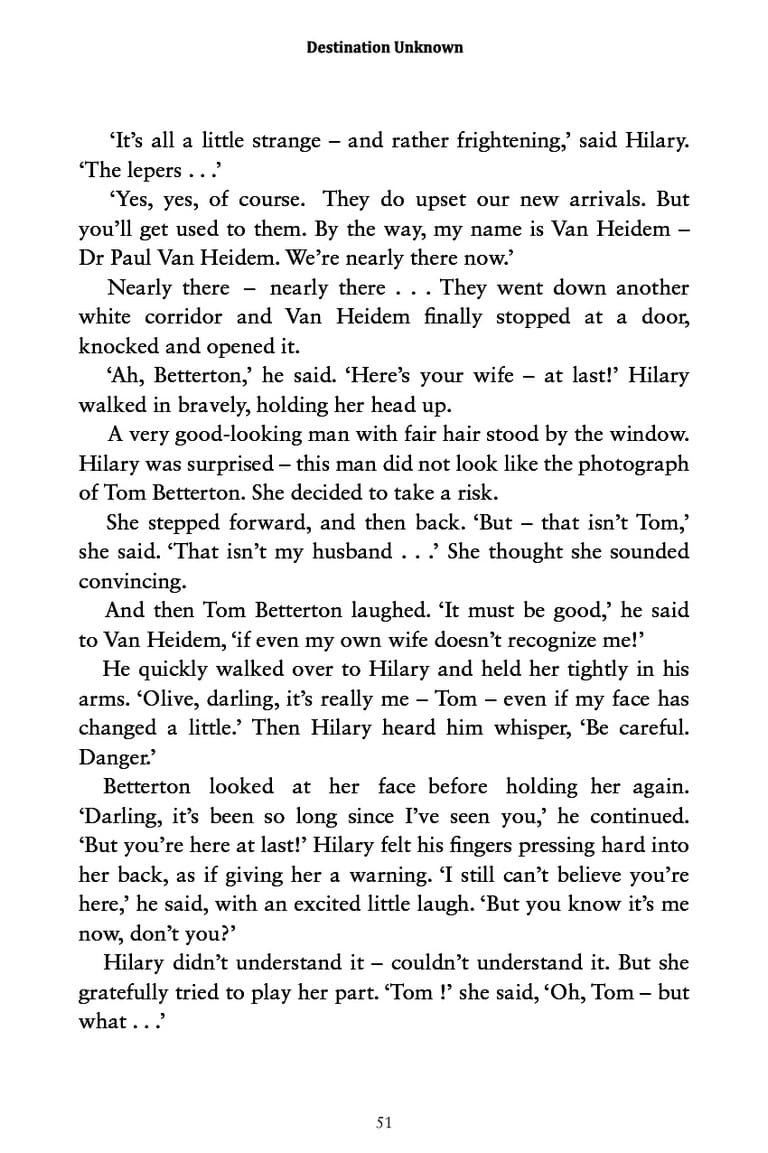 Destination Unknown
‘It’s all a little strange – and rather frightening,’ said Hilary.
‘The lepers . . .’
‘Yes, yes, of course. They do upset our new arrivals. But
you’ll get used to them. By the way, my name is Van Heidem –
Dr Paul Van Heidem. We’re nearly there now.’
Nearly there – nearly there . . . They went down another
white corridor and Van Heidem finally stopped at a door,
knocked and opened it.
‘Ah, Betterton,’ he said. ‘Here’s your wife – at last!’ Hilary
walked in bravely, holding her head up.
A very good-looking man with fair hair stood by the window.
Hilary was surprised – this man did not look like the photograph
of Tom Betterton. She decided to take a risk.
She stepped forward, and then back. ‘But – that isn’t Tom,’
she said. ‘That isn’t my husband . . .’ She thought she sounded
convincing.
And then Tom Betterton laughed. ‘It must be good,’ he said
to Van Heidem, ‘if even my own wife doesn’t recognize me!’
He quickly walked over to Hilary and held her tightly in his
arms. ‘Olive, darling, it’s really me – Tom – even if my face has
changed a little.’ Then Hilary heard him whisper, ‘Be careful.
Danger.’
Betterton looked at her face before holding her again.
‘Darling, it’s been so long since I’ve seen you,’ he continued.
‘But you’re here at last!’ Hilary felt his fingers pressing hard into
her back, as if giving her a warning. ‘I still can’t believe you’re
here,’ he said, with an excited little laugh. ‘But you know it’s me
now, don’t you?’
Hilary didn’t understand it – couldn’t understand it. But she
gratefully tried to play her part. ‘Tom !’ she said, ‘Oh, Tom – but
what . . .’
51